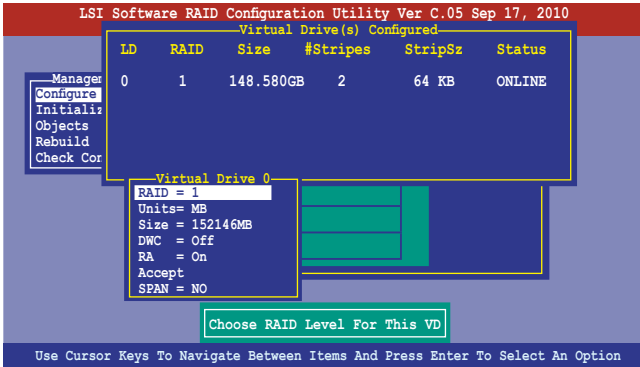 LSI Software RAID Configuration Utility Ver C.05 Sep 17, 2010
Virtual Drive(s) Configured
LD RAID Size #Stripes StripSz Status
0 1 148.580GB 2 64 KB ONLINE
Managem
Configure
Initializ
Objects
Rebuild
Check Con
Virtual Drive 0
RAID = 1
Units= MB
Size = 152146MB
DWC = Off
RA = On
Accept
SPAN = NO
Choose RAID Level For This VD
Use Cursor Keys To Navigate Between Items And Press Enter To Select An Option